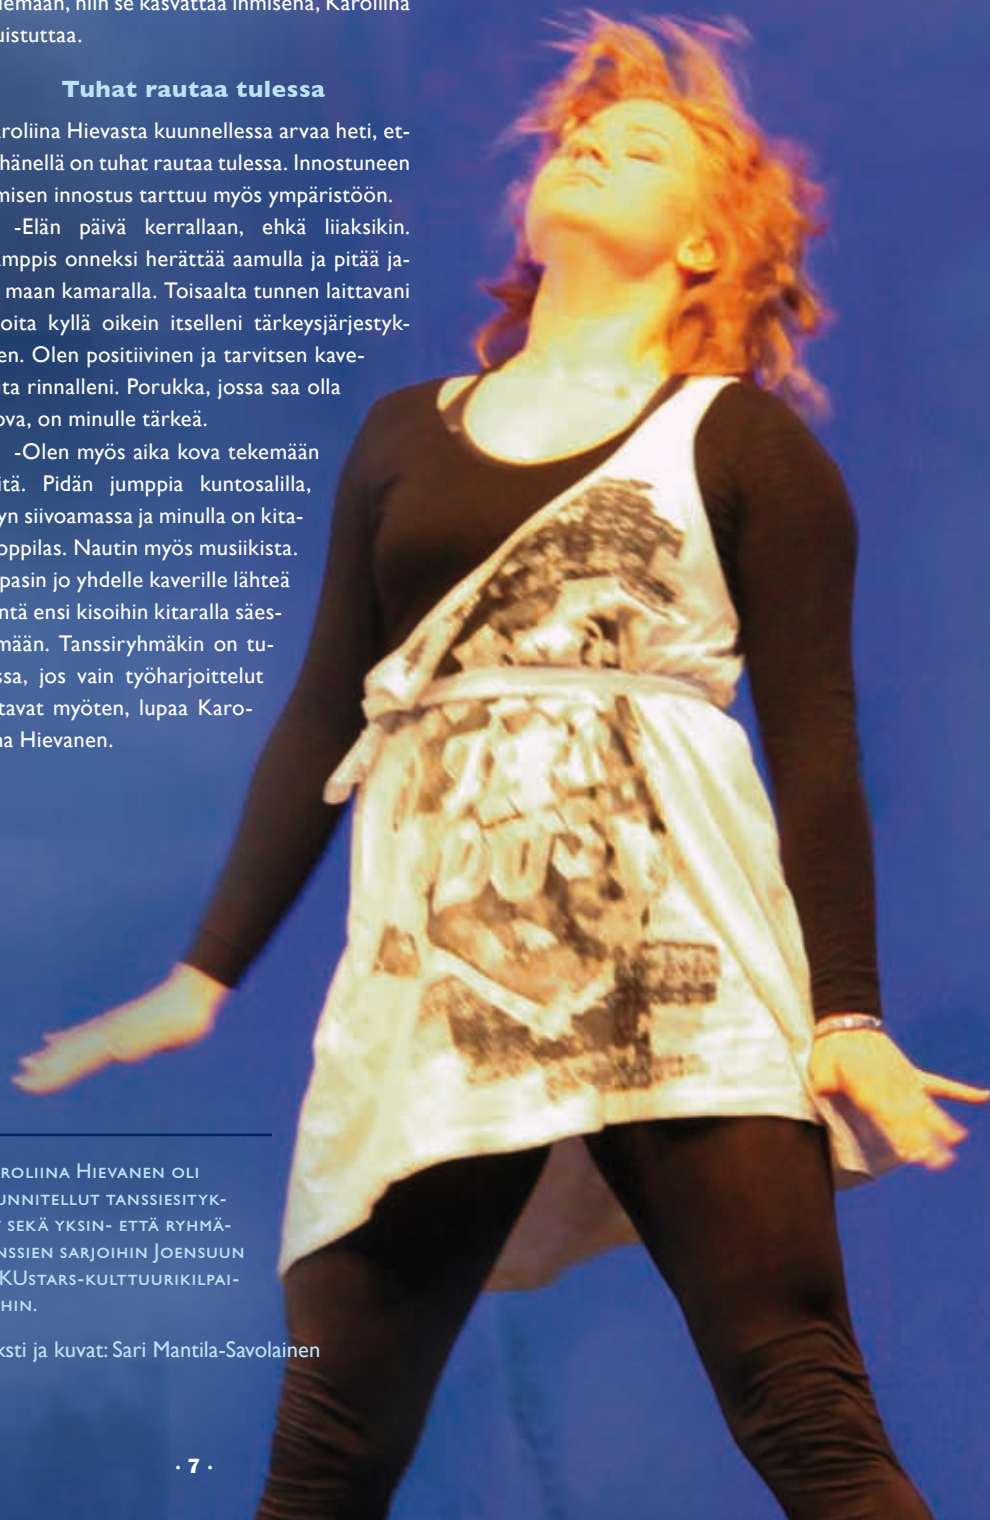 lemään, niin se kasvattaa ihmisenä, Karoliina
uistuttaa.
Tuhat rautaa tulessa
roliina Hievasta kuunnellessa arvaa heti, et-
hänellä on tuhat rautaa tulessa. Innostuneen
misen innostus tarttuu myös ympäristöön.
-Elän päivä kerrallaan, ehkä liiaksikin.
mppis onneksi herättää aamulla ja pitää ja-
maan kamaralla. Toisaalta tunnen laittavani
oita kyllä oikein itselleni tärkeysjärjestyk-
en. Olen positiivinen ja tarvitsen kave-
ita rinnalleni. Porukka, jossa saa olla
ova, on minulle tärkeä.
-Olen myös aika kova tekemään
itä. Pidän jumppia kuntosalilla,
yn siivoamassa ja minulla on kita-
oppilas. Nautin myös musiikista.
pasin jo yhdelle kaverille lähteä
ntä ensi kisoihin kitaralla säes-
mään. Tanssiryhmäkin on tu-
ssa, jos vain työharjoittelut
tavat myöten, lupaa Karo-
na Hievanen.
ROLIINA HIEVANEN OLI
UNNITELLUT TANSSIESITYK-
SEKÄ YKSIN- ETTÄ RYHMÄ-
NSSIEN SARJOIHIN JOENSUUN
KUSTARS-KULTTUURIKILPAI-
HIN.
ksti ja kuvat: Sari Mantila-Savolainen
· 7 ·